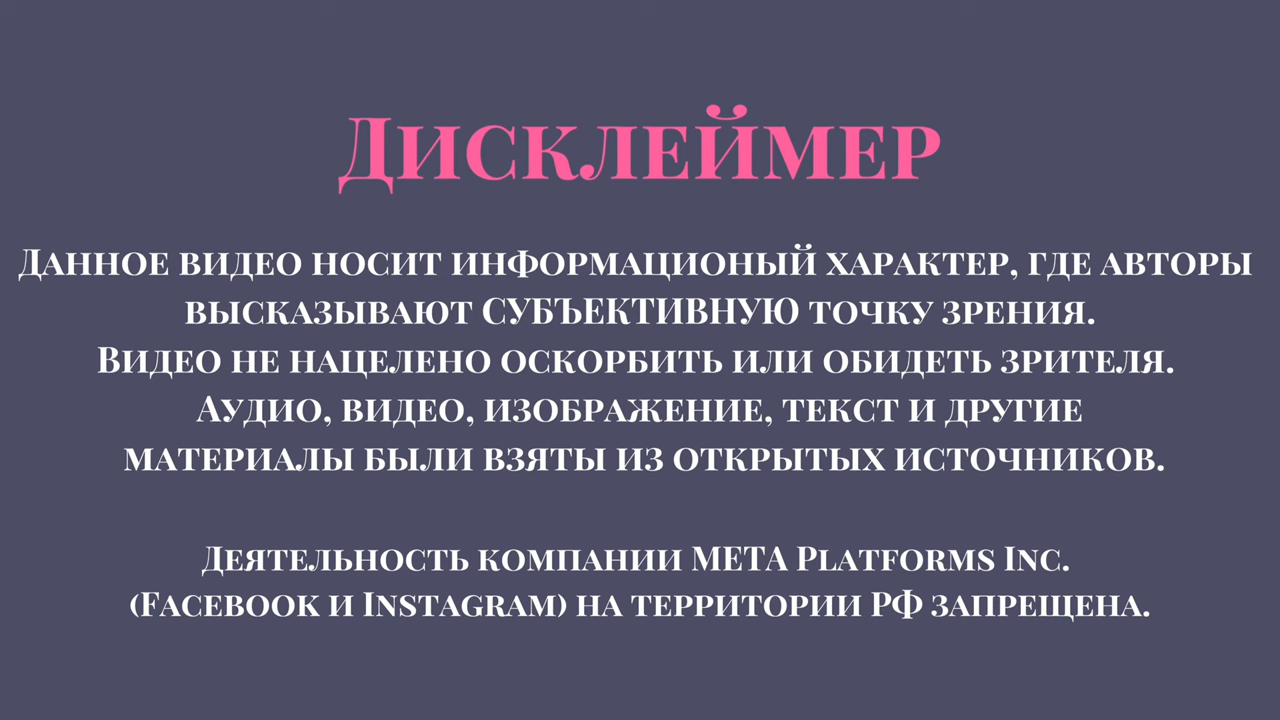 Дисклеймер
Данное видео носит информационый характер, где авторы
высказывают СУБЪЕКТИВНУЮ точку зрения.
Видео не нацелено оскорбить или обидеть зрителя.
Аудио, видео, изображение, текст и другие
материалы были взяты из открытых источников.
Деятельность компании META Platforms Inc.
(Facebook и Instagram) на территории РФ запрещена.